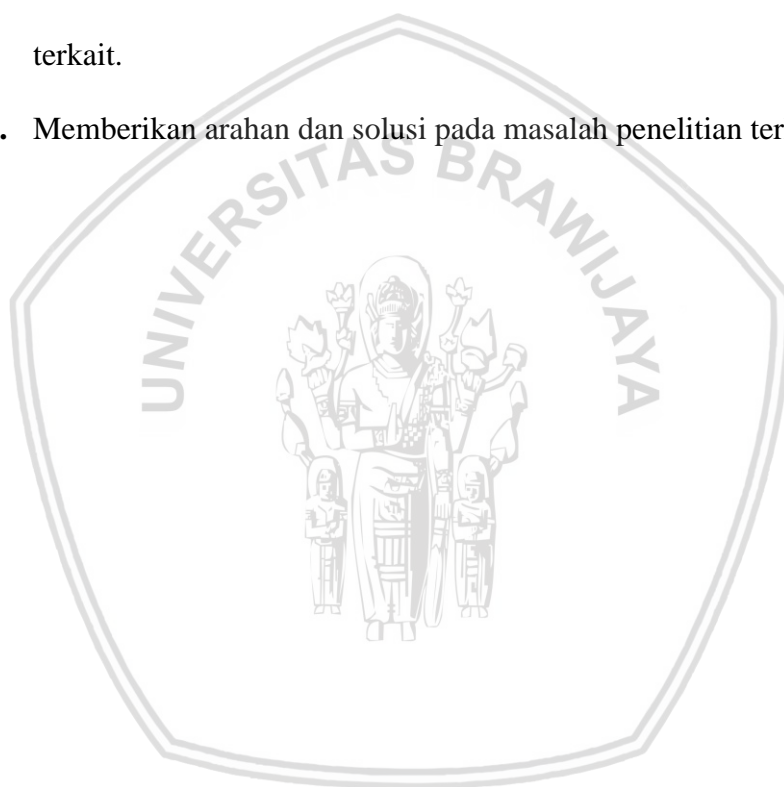 terkait.
. Memberikan arahan dan solusi pada masalah penelitian ter
UNIVERSITAS BRAWIJAYA